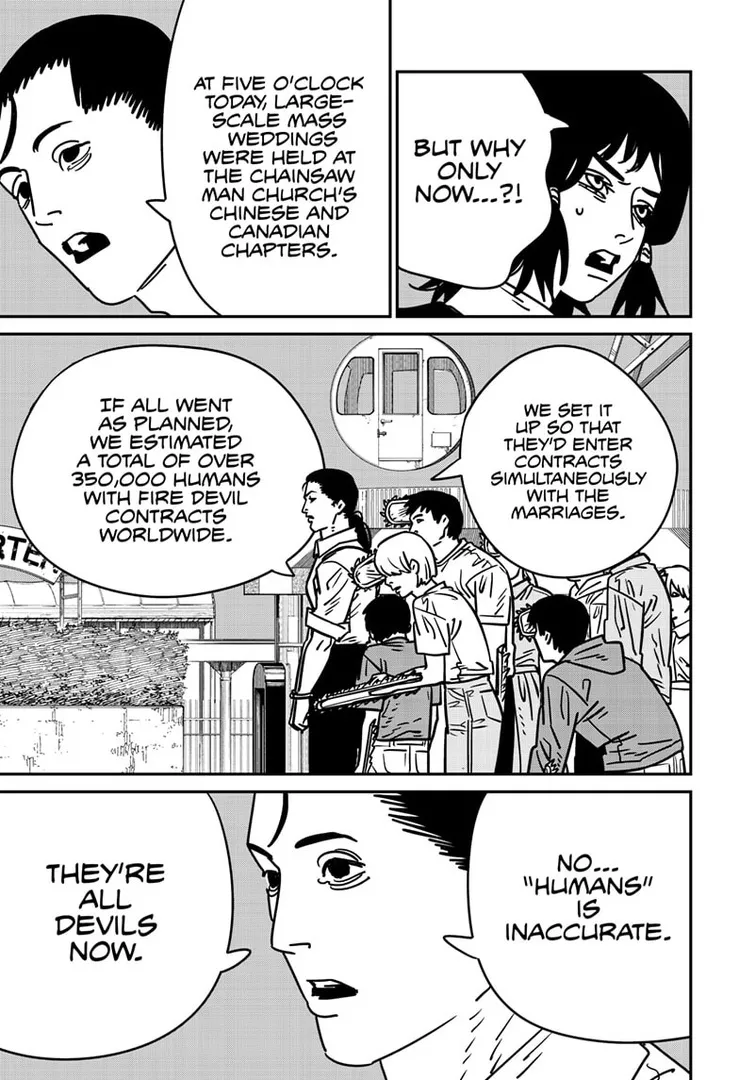 BUT WHY
ONLY
NOW...?!
AT FIVE O'CLOCK
TODAY, LARGE-
SCALE MASS
WEDDINGS
WERE HELD AT
THE CHAINSAW
MAN CHURCH'S
CHINESE AND
CANADIAN
CHAPTERS.
WE SET IT
UP SO THAT
THEY'D ENTER
CONTRACTS
SIMULTANEOUSLY
WITH THE
MARRIAGES.
IF ALL WENT
AS PLANNED,
WE ESTIMATED
A TOTAL OF OVER
350,000 HUMANS
WITH FIRE DEVIL
CONTRACTS
WORLDWIDE.
RTER
NO...
"HUMANS"
IS
INACCURATE.
THEY'RE
ALL
DEVILS
NOW.